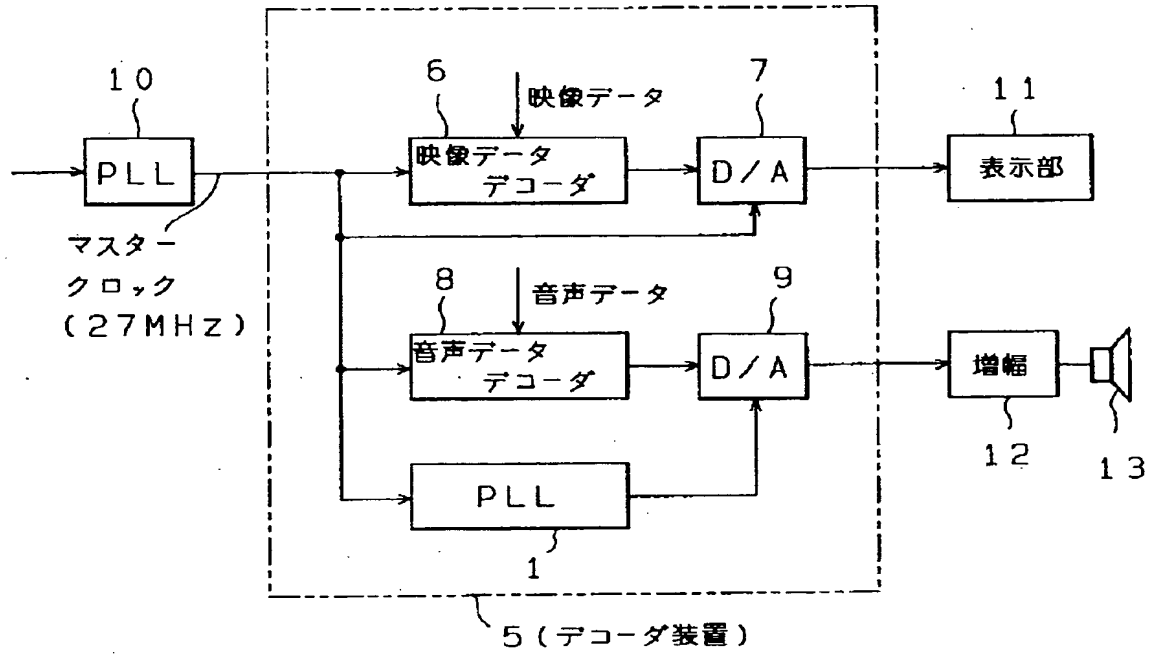 10
PLL
マスター
クロック
(27MHz)
6
映像データ
映像データ
デコーダ
7
D/A
11
表示部
8
音声データ
音声データ
デコーダ
9
D/A
増幅
12
13
PLL
1
5(デコーダ装置)